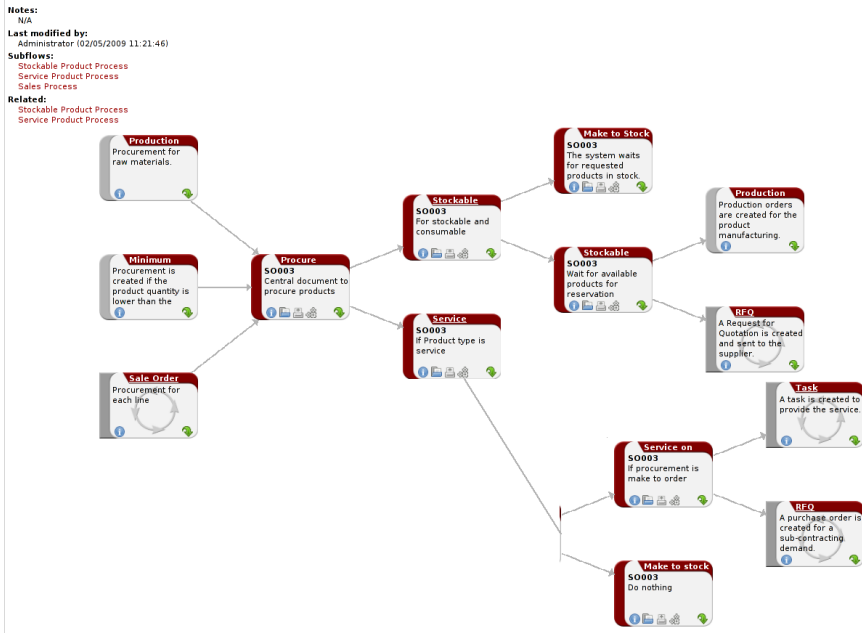 Notes:
N/A
Last modified by:
Administrator (02/05/2009 11:21:46)
Subflows:
Stockable Product Process
Service Product Process
Sales Process
Related:
Stockable Product Process
Service Product Process
Production
Procurement for
raw materials.
Minimum
Procurement is
created if the
product quantity is
lower than the
Sale Order
Procurement for
each line
Procure
SO003
Central document to
procure products
Stockable
SO003
For stockable and
consumable
Service
SO003
If Product type is
service
Make to Stock
SO003
The system waits
for requested
products in stock.
Stockable
SO003
Wait for available
products for
reservation
Production
Production orders
are created for the
product
manufacturing.
RFQ
A Request for
Quotation is created
and sent to the
supplier.
Service on
SO003
If procurement is
make to order
Make to stock
SO003
Do nothing
Task
A task is created to
provide the service.
RFQ
A purchase order is
created for a
sub-contracting
demand.